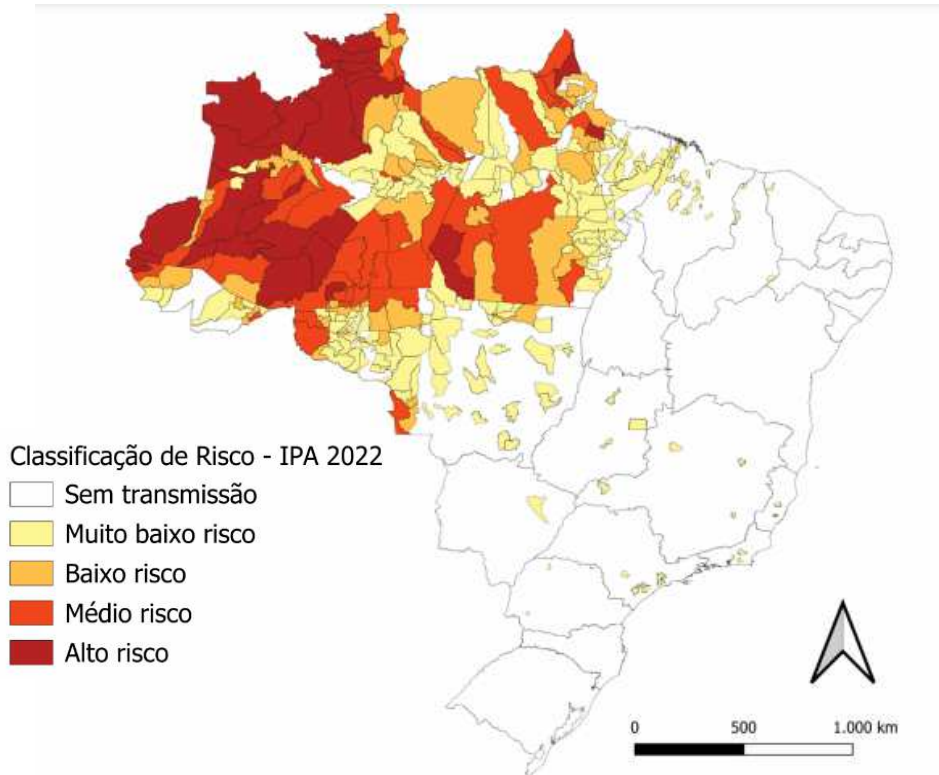 Classificação de Risco - IPA 2022
Sem transmissão
Muito baixo risco
Baixo risco
Médio risco
Alto risco
0 500 1.000 km